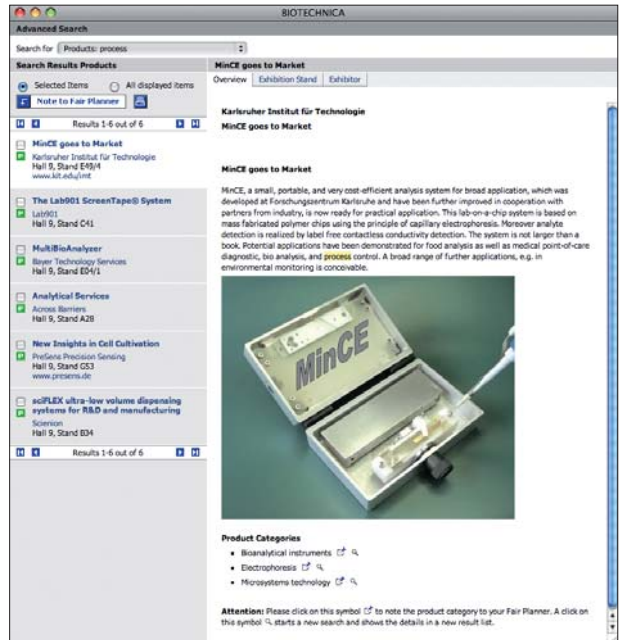 BIOTECHNICA
Advanced Search
Search for Products: process
Search Results Products
Selected Items All displayed items
Note to Fair Planner
Results 1-6 out of 6
MinCE goes to Market
Karlsruher Institut für Technologie
Hall 9, Stand E49/4
www.kit.edu/imt
The Lab901 ScreenTape® System
Lab901
Hall 9, Stand C41
MultiBioAnalyzer
Bayer Technology Services
Hall 9, Stand E04/1
Analytical Services
Across Barriers
Hall 9, Stand A28
New Insights in Cell Cultivation
PreSens Precision Sensing
Hall 9, Stand G53
www.presens.de
sciFLEX ultra-low volume dispensing
systems for R&D and manufacturing
Scienion
Hall 9, Stand B34
Results 1-6 out of 6
MinCE goes to Market
Overview Exhibition Stand Exhibitor
Karlsruher Institut für Technologie
MinCE goes to Market
MinCE goes to Market
MinCE, a small, portable, and very cost-efficient analysis system for broad application, which was
developed at Forschungszentrum Karlsruhe and have been further improved in cooperation with
partners from industry, is now ready for practical application. This lab-on-a-chip system is based on
mass fabricated polymer chips using the principle of capillary electrophoresis. Moreover analyte
detection is realized by label free contactless conductivity detection. The system is not larger than a
book. Potential applications have been demonstrated for food analysis as well as medical point-of-care
diagnostic, bio analysis, and process control. A broad range of further applications, e.g. in
environmental monitoring is conceivable.
MinCE
Product Categories
• Bioanalytical instruments
• Electrophoresis
• Microsystems technology
Attention: Please click on this symbol to note the product category to your Fair Planner. A click on
this symbol starts a new search and shows the details in a new result list.